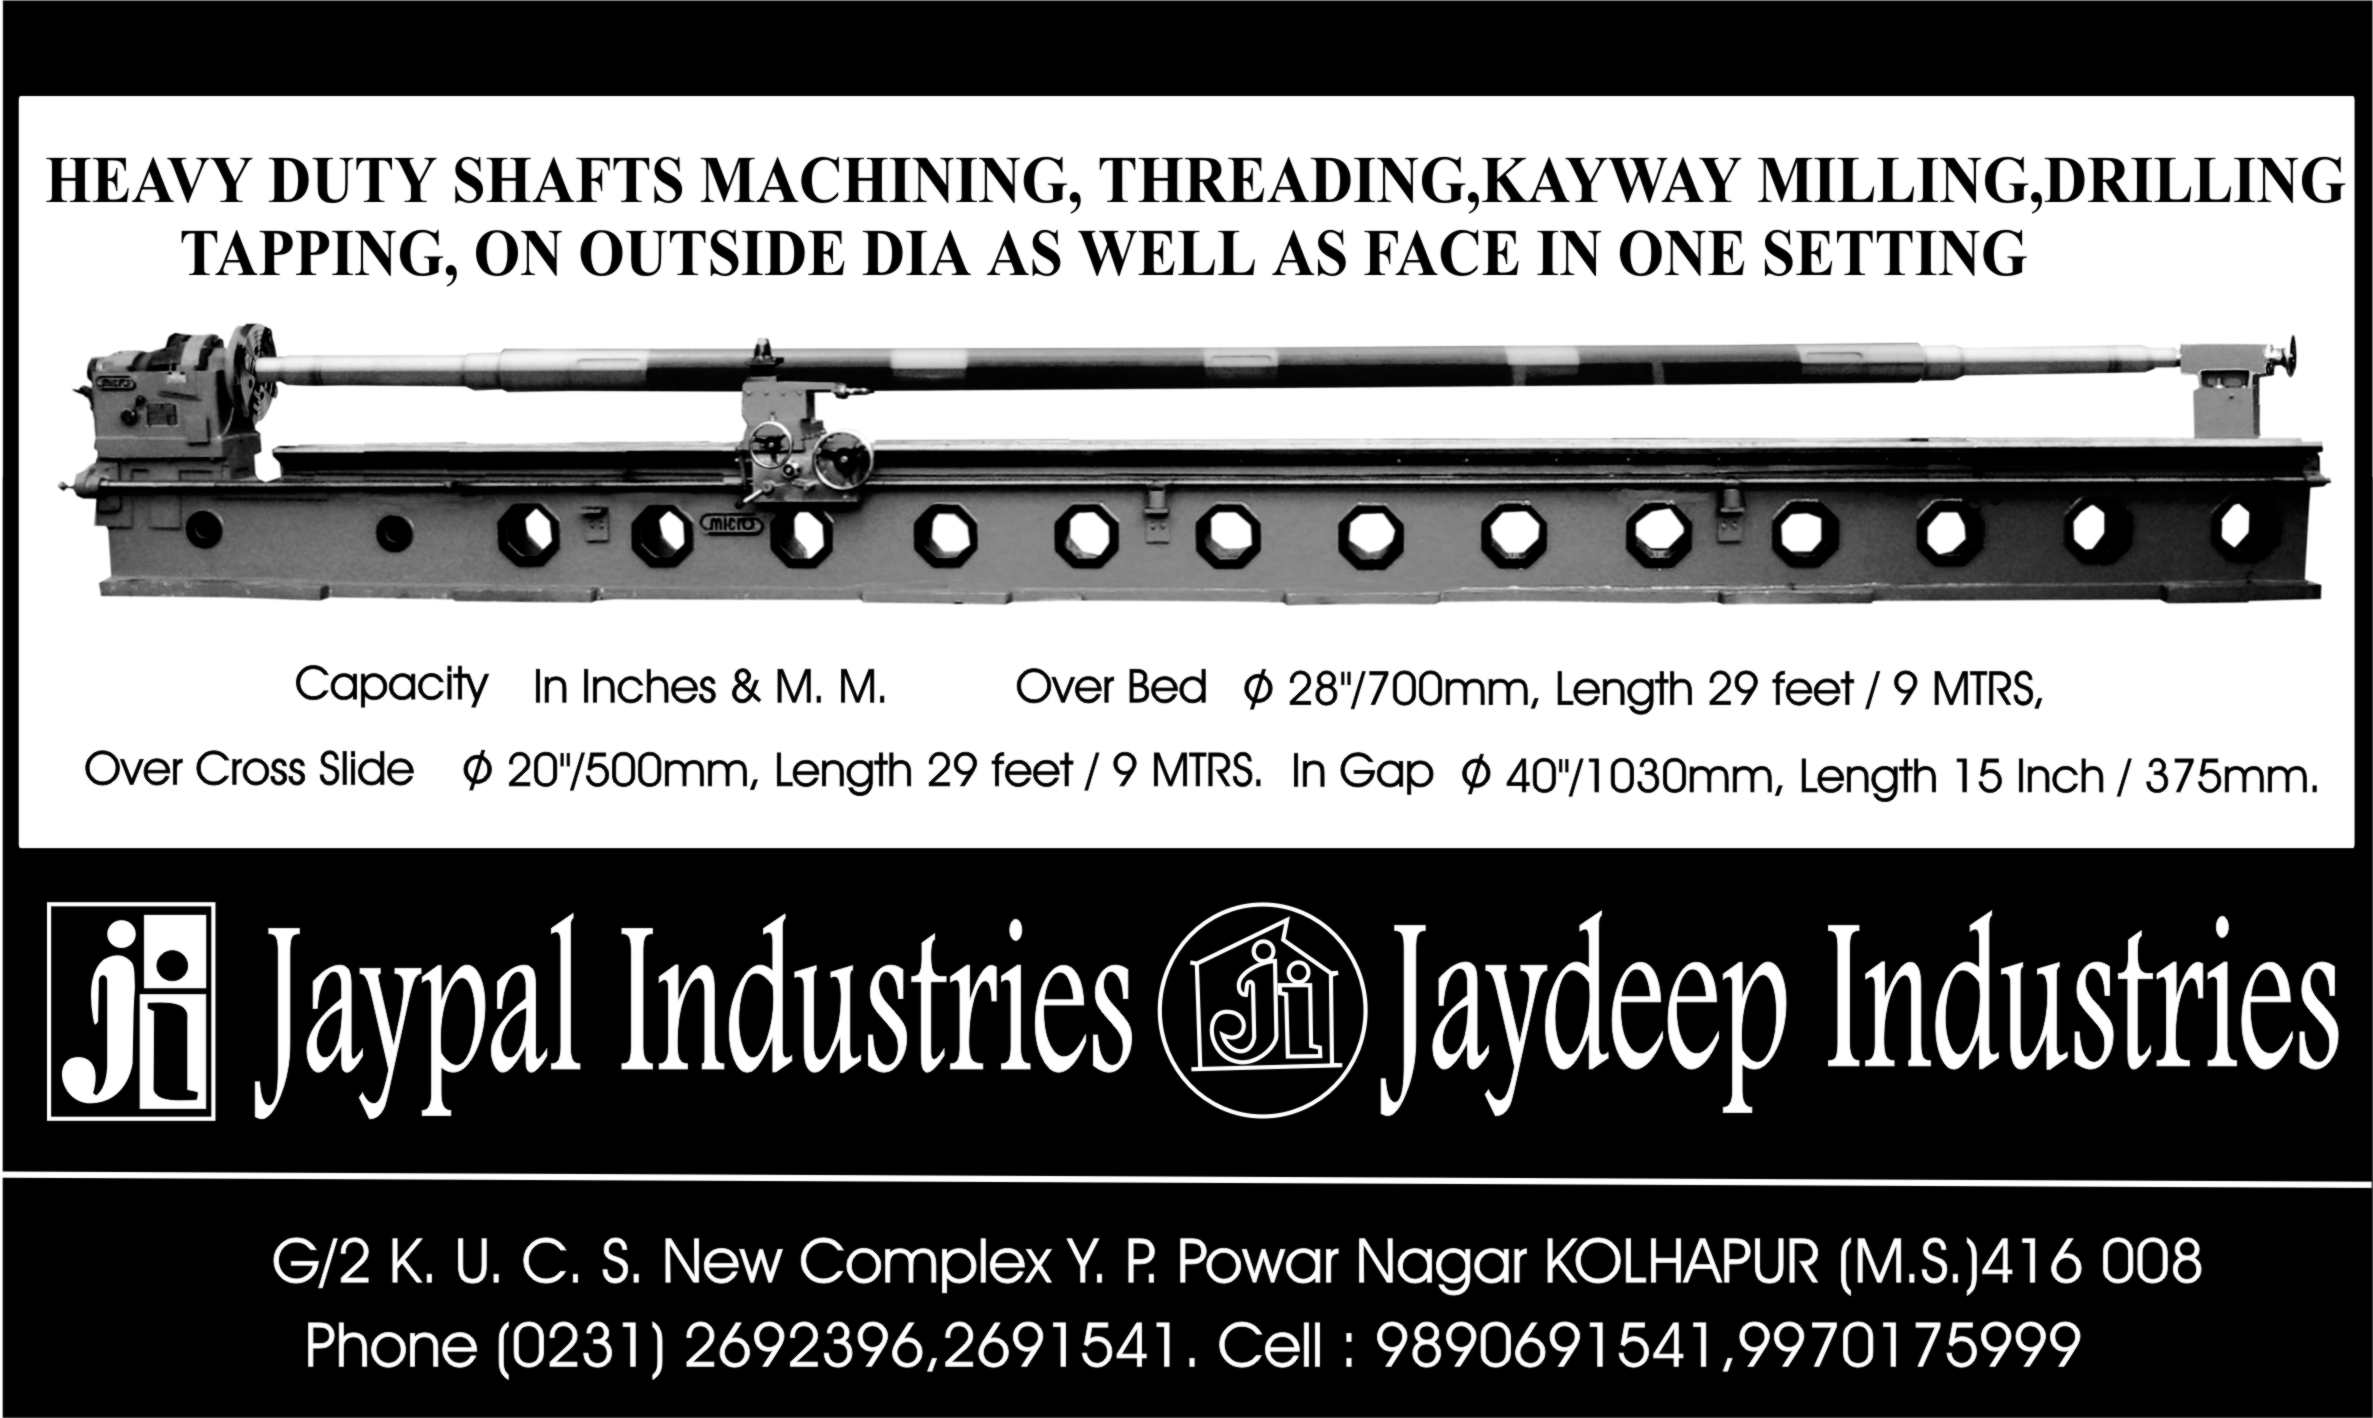 HEAVY DUTY SHAFTS MACHINING, THREADING,KAYWAY MILLING,DRILLING
TAPPING, ON OUTSIDE DIA AS WELL AS FACE IN ONE SETTING
micro
micro
Capacity In Inches & M. M. Over Bed ϕ 28"/700mm, Length 29 feet / 9 MTRS,
Over Cross Slide ϕ 20"/500mm, Length 29 feet / 9 MTRS. In Gap ϕ 40"/1030mm, Length 15 Inch / 375mm.
ji Jaypal Industries ji Jaydeep Industries
G/2 K. U. C. S. New Complex Y. P. Powar Nagar KOLHAPUR (M.S.)416 008
Phone (0231) 2692396,2691541. Cell : 9890691541,9970175999